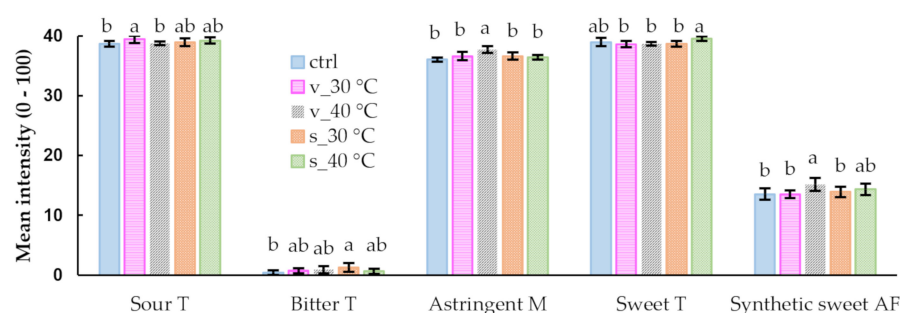 b a b ab ab
b ab ab a ab
b b a b b
ab b b b a
b b a b ab
Mean intensity (0 - 100)
40
30
20
10
0
ctrl
v_30 °C
v_40 °C
s_30 °C
s_40 °C
Sour T
Bitter T
Astringent M
Sweet T
Synthetic sweet AF